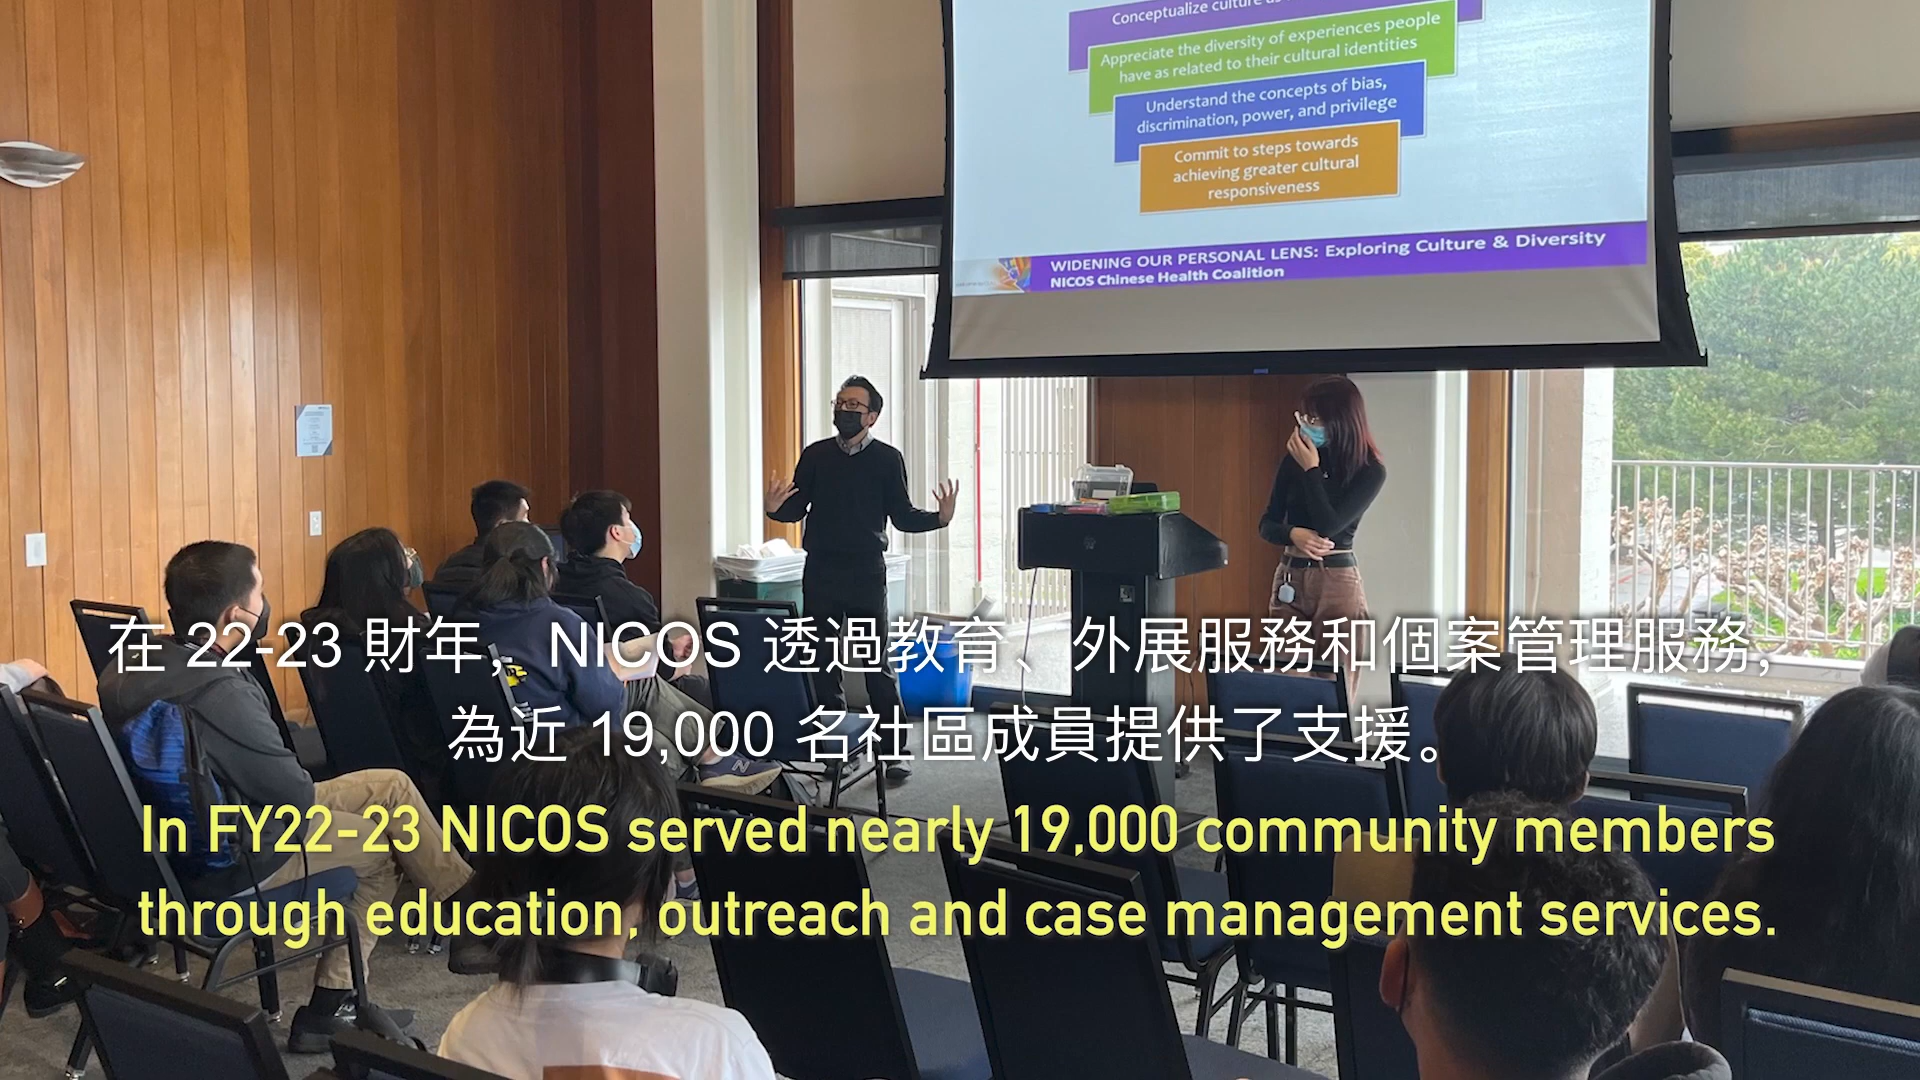 Conceptualize culture as
Appreciate the diversity of experiences people
have as related to their cultural identities
Understand the concepts of bias,
discrimination, power, and privilege
Commit to steps towards
achieving greater cultural
responsiveness
WIDENING OUR PERSONAL LENS: Exploring Culture & Diversity
NICOS Chinese Health Coalition
在 22-23 財年，NICOS 透過教育、外展服務和個案管理服務，
為近 19,000 名社區成員提供了支援。
In FY22-23 NICOS served nearly 19,000 community members
through education, outreach and case management services.